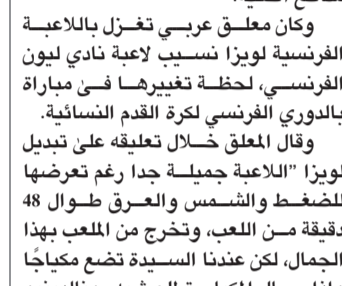 وكان معلق عربي تغزل باللاعبة
الفرنسية لويزا نسيب لاعبة نادي ليون
الفرنسي، لحظة تغييرها في مباراة
بالدوري الفرنسي لكرة القدم النسائية.
وقال المعلق خلال تعليقه على تبديل
لويزا "اللاعبة جميلة جدا رغم تعرضها
للضغط والشمس والعرق طوال 48
دقيقة من اللعب، وتخرج من الملعب بهذا
الجمال، لكن عندنا السيدة تضع مكياجًا